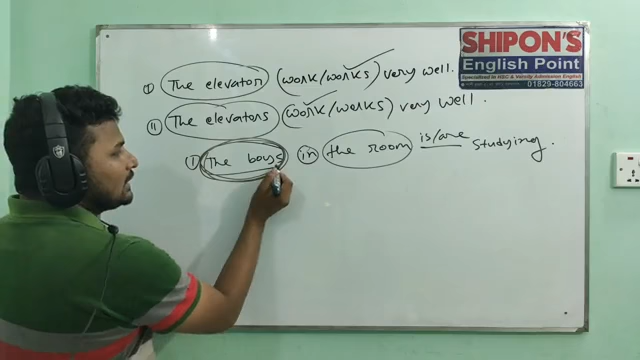 SHIPON'S
English Point
Specialized in HSC & Varsity Admission English
01829-804663
i) The elevator (work/works) very well.
ii) The elevators (work/works) very well.
i) The boys in the room is/are studying.